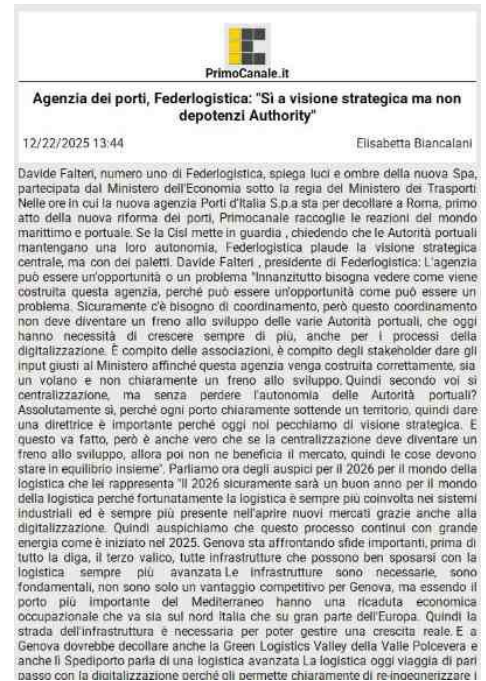 PrimoCanale.it
Agenzia dei porti, Federlogistica: "Sì a visione strategica ma non
depotenzi Authority"
12/22/2025 13:44
Elisabetta Biancalani
Davide Falteri, numero uno di Federlogistica, spiega luci e ombre della nuova Spa,
partecipata dal Ministero dell'Economia sotto la regia del Ministero dei Trasporti
Nelle ore in cui la nuova agenzia Porti d'Italia S.p.a sta per decollare a Roma, primo
atto della nuova riforma dei porti, Primocanale raccoglie le reazioni del mondo
marittimo e portuale. Se la Cisl mette in guardia , chiedendo che le Autorità portuali
mantengano una loro autonomia, Federlogistica plaude la visione strategica
centrale, ma con dei paletti. Davide Falteri , presidente di Federlogistica: L'agenzia
può essere un'opportunità o un problema "Innanzitutto bisogna vedere come viene
costruita questa agenzia, perché può essere un'opportunità come può essere un
problema. Sicuramente c'è bisogno di coordinamento, però questo coordinamento
non deve diventare un freno allo sviluppo delle varie Autorità portuali, che oggi
hanno necessità di crescere sempre di più, anche per i processi della
digitalizzazione. È compito delle associazioni, è compito degli stakeholder dare gli
input giusti al Ministero affinché questa agenzia venga costruita correttamente, sia
un volano e non chiaramente un freno allo sviluppo. Quindi secondo voi sì
centralizzazione, ma senza perdere l'autonomia delle Autorità portuali?
Assolutamente sì, perché ogni porto chiaramente sottende un territorio, quindi dare
una direttrice è importante perché oggi noi pecchiamo di visione strategica. E
questo va fatto, però è anche vero che se la centralizzazione deve diventare un
freno allo sviluppo, allora poi non ne beneficia il mercato, quindi le cose devono
stare in equilibrio insieme". Parliamo ora degli auspici per il 2026 per il mondo della
logistica che lei rappresenta "Il 2026 sicuramente sarà un buon anno per il mondo
della logistica perché fortunatamente la logistica è sempre più coinvolta nei sistemi
industriali ed è sempre più presente nell'aprire nuovi mercati grazie anche alla
digitalizzazione. Quindi auspichiamo che questo processo continui con grande
energia come è iniziato nel 2025. Genova sta affrontando sfide importanti, prima di
tutto la diga, il terzo valico, tutte infrastrutture che possono ben sposarsi con la
logistica sempre più avanzata Le infrastrutture sono necessarie, sono
fondamentali, non sono solo un vantaggio competitivo per Genova, ma essendo il
porto più importante del Mediterraneo hanno una ricaduta economica
occupazionale che va sia sul nord Italia che su gran parte dell'Europa. Quindi la
strada dell'infrastruttura è necessaria per poter gestire una crescita reale. E a
Genova dovrebbe decollare anche la Green Logistics Valley della Valle Polcevera e
anche lì Spediporto parla di una logistica avanzata La logistica oggi viaggia di pari
passo con la digitalizzazione perché gli permette chiaramente di re-ingegnerizzare i